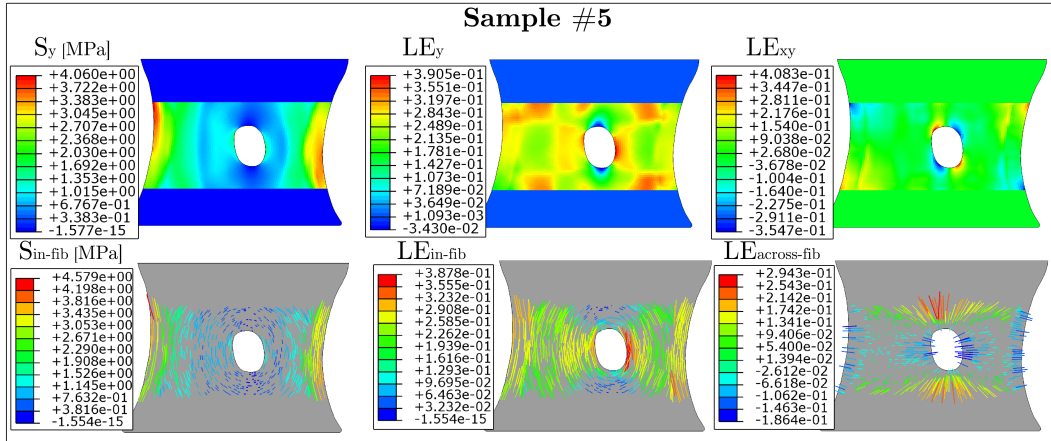 Sample #5
S_y [MPa]
+4.060e+00
+3.722e+00
+3.383e+00
+3.045e+00
+2.707e+00
+2.368e+00
+2.030e+00
+1.692e+00
+1.353e+00
+1.015e+00
+6.767e-01
+3.383e-01
-1.577e-15
LE_y
+3.905e-01
+3.551e-01
+3.197e-01
+2.843e-01
+2.489e-01
+2.135e-01
+1.781e-01
+1.427e-01
+1.073e-01
+7.189e-02
+3.649e-02
+1.093e-03
-3.430e-02
LE_xy
+4.083e-01
+3.447e-01
+2.811e-01
+2.176e-01
+1.540e-01
+9.038e-02
+2.680e-02
-3.678e-02
-1.004e-01
-1.640e-01
-2.275e-01
-2.911e-01
-3.547e-01
S_in-fib [MPa]
+4.579e+00
+4.198e+00
+3.816e+00
+3.435e+00
+3.053e+00
+2.671e+00
+2.290e+00
+1.908e+00
+1.526e+00
+1.145e+00
+7.632e-01
+3.816e-01
-1.554e-15
LE_in-fib
+3.878e-01
+3.555e-01
+3.232e-01
+2.908e-01
+2.585e-01
+2.262e-01
+1.939e-01
+1.616e-01
+1.293e-01
+9.695e-02
+6.463e-02
+3.232e-02
-1.554e-15
LE_across-fib
+2.943e-01
+2.543e-01
+2.142e-01
+1.742e-01
+1.341e-01
+9.406e-02
+5.400e-02
+1.394e-02
-2.612e-02
-6.618e-02
-1.062e-01
-1.463e-01
-1.864e-01